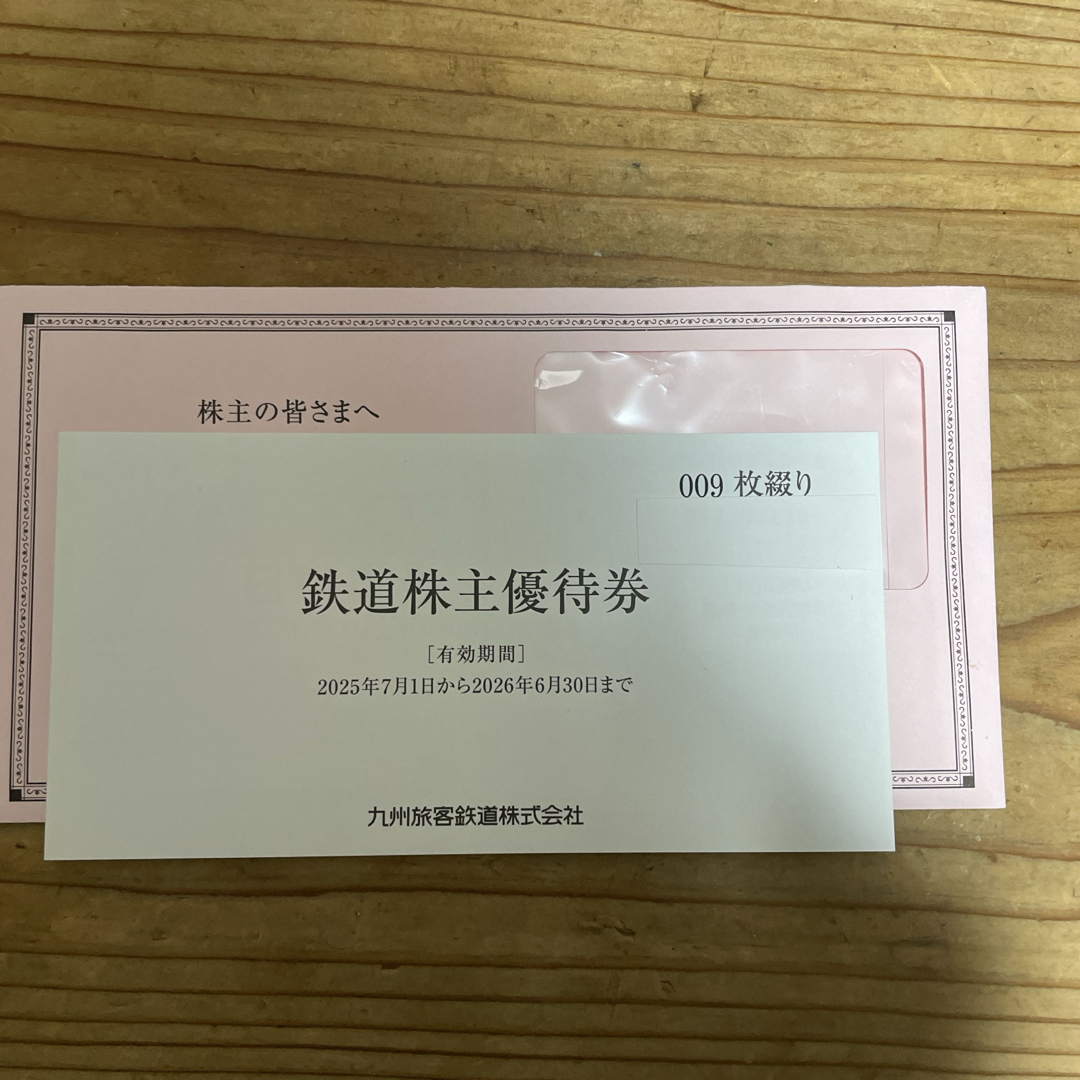 株主の皆さまへ
009 枚綴り
鉄道株主優待券
[有効期間]
2025年7月1日から2026年6月30日まで
九州旅客鉄道株式会社